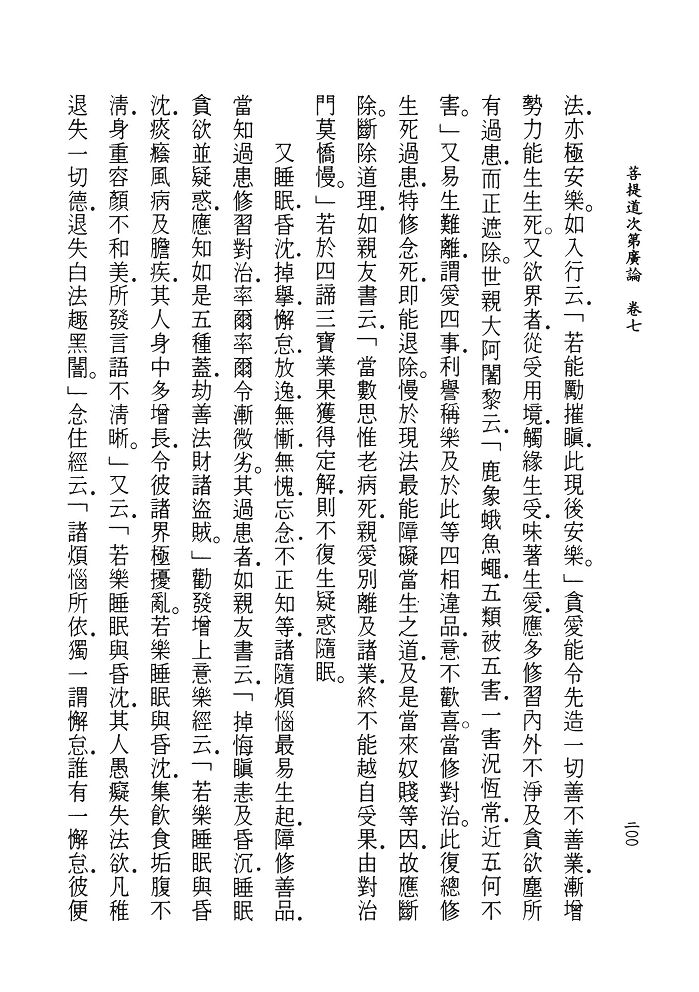 菩提道次第廣論　卷七
二〇〇
法．亦極安樂。如入行云．「若能勵摧瞋．此現後安樂。」貪愛能令先造一切善不善業．漸增
勢力能生生死。又欲界者．從受用境．觸緣生受．味著生愛．應多修習內外不淨及貪欲塵所
有過患．而正遮除。世親大阿闍黎云．「鹿象蛾魚蠅．五類被五害．一害況恆常．近五何不
害。」又易生難離．謂愛四事．利譽稱樂及於此等四相違品．意不歡喜。當修對治。此復總修
生死過患．特修念死．即能退除。慢於現法最能障礙當生之道．及是當來奴賤等因．故應斷
除。斷除道理．如親友書云．「當數思惟老病死．親愛別離及諸業．終不能越自受果．由對治
門莫憍慢。」若於四諦三寶業果獲得定解．則不復生疑惑隨眠。
又睡眠．昏沈．掉舉．懈怠．放逸．無慚．無愧．忘念．不正知等．諸隨煩惱最易生起．障修善品．
當知過患修習對治．率爾率爾令漸微劣。其過患者．如親友書云．「掉悔瞋恚及昏沉．睡眠
貪欲並疑惑．應知如是五種蓋．劫善法財諸盜賊。」勸發增上意樂經云．「若樂睡眠與昏
沈．痰癊風病及膽疾．其人身中多增長．令彼諸界極擾亂。若樂睡眠與昏沈．集飲食垢腹不
淸．身重容顏不和美．所發言語不淸晰。」又云．「若樂睡眠與昏沈．其人愚癡失法欲．凡稚
退失一切德．退失白法趣黑闇。」念住經云．「諸煩惱所依．獨一謂懈怠．誰有一懈怠．彼便